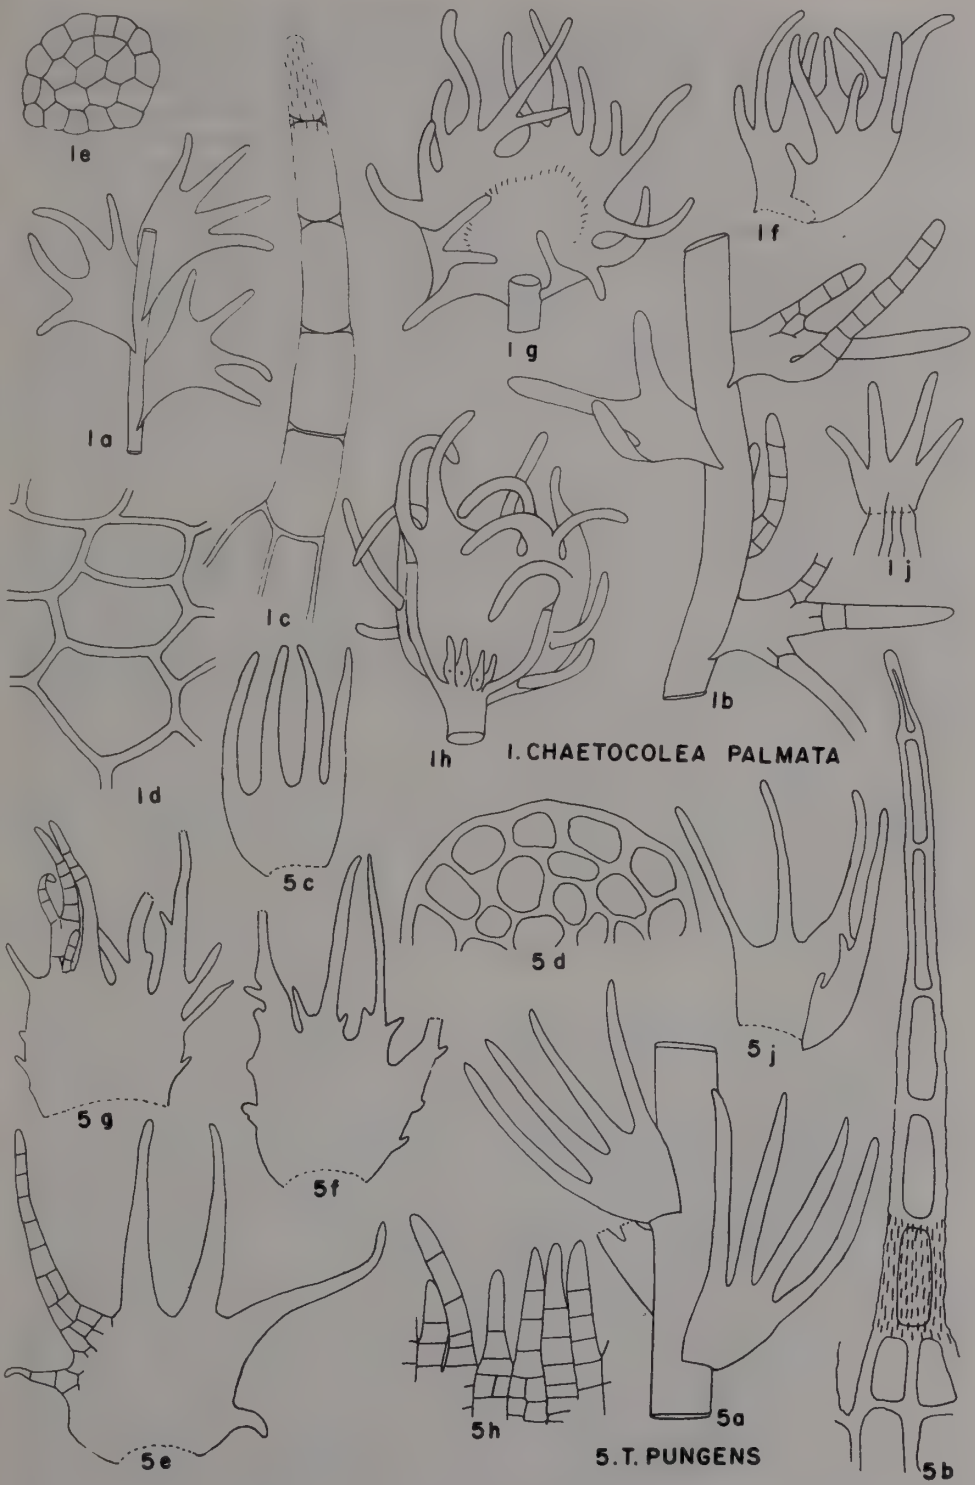 1e
1f
1g
1a
1j
1c
1b
1h
1. CHAETOCOLEA PALMATA
1d
5c
5d
5j
5g
5f
5a
5h
5e
5. T. PUNGENS
5b